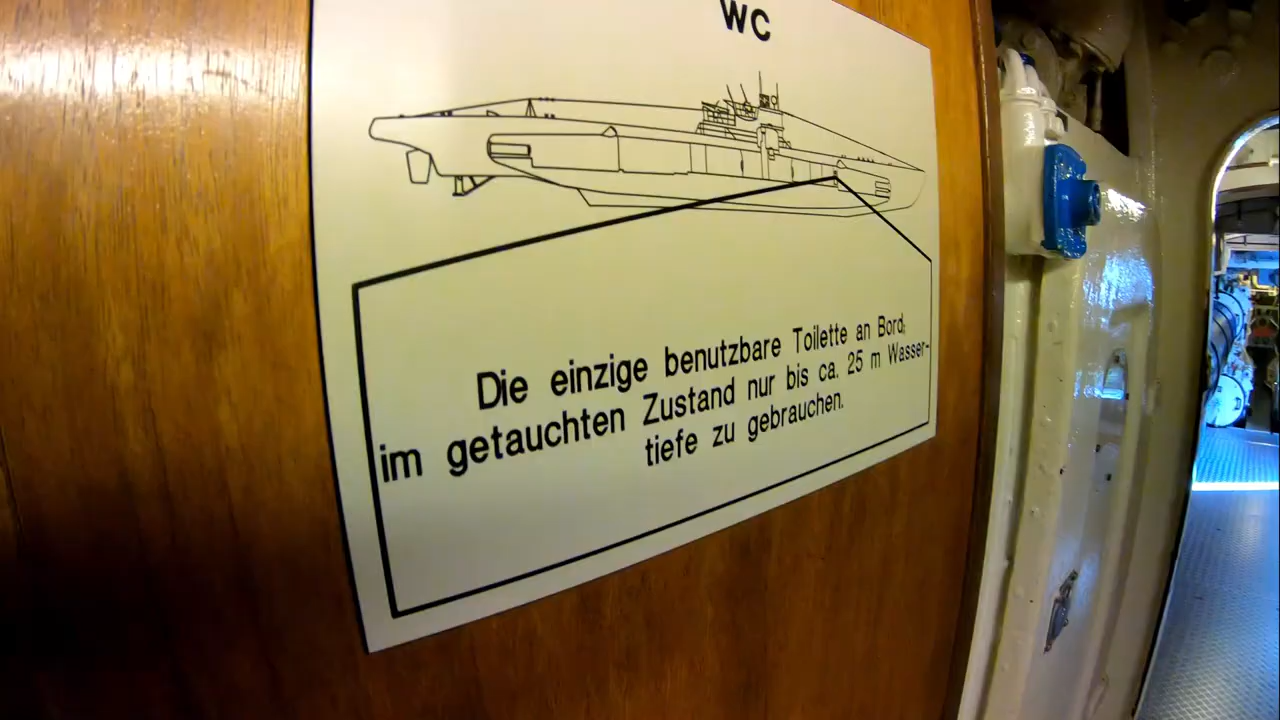 WC
Die einzige benutzbare Toilette an Bord,
im getauchten Zustand nur bis ca. 25 m Wasser-
tiefe zu gebrauchen.